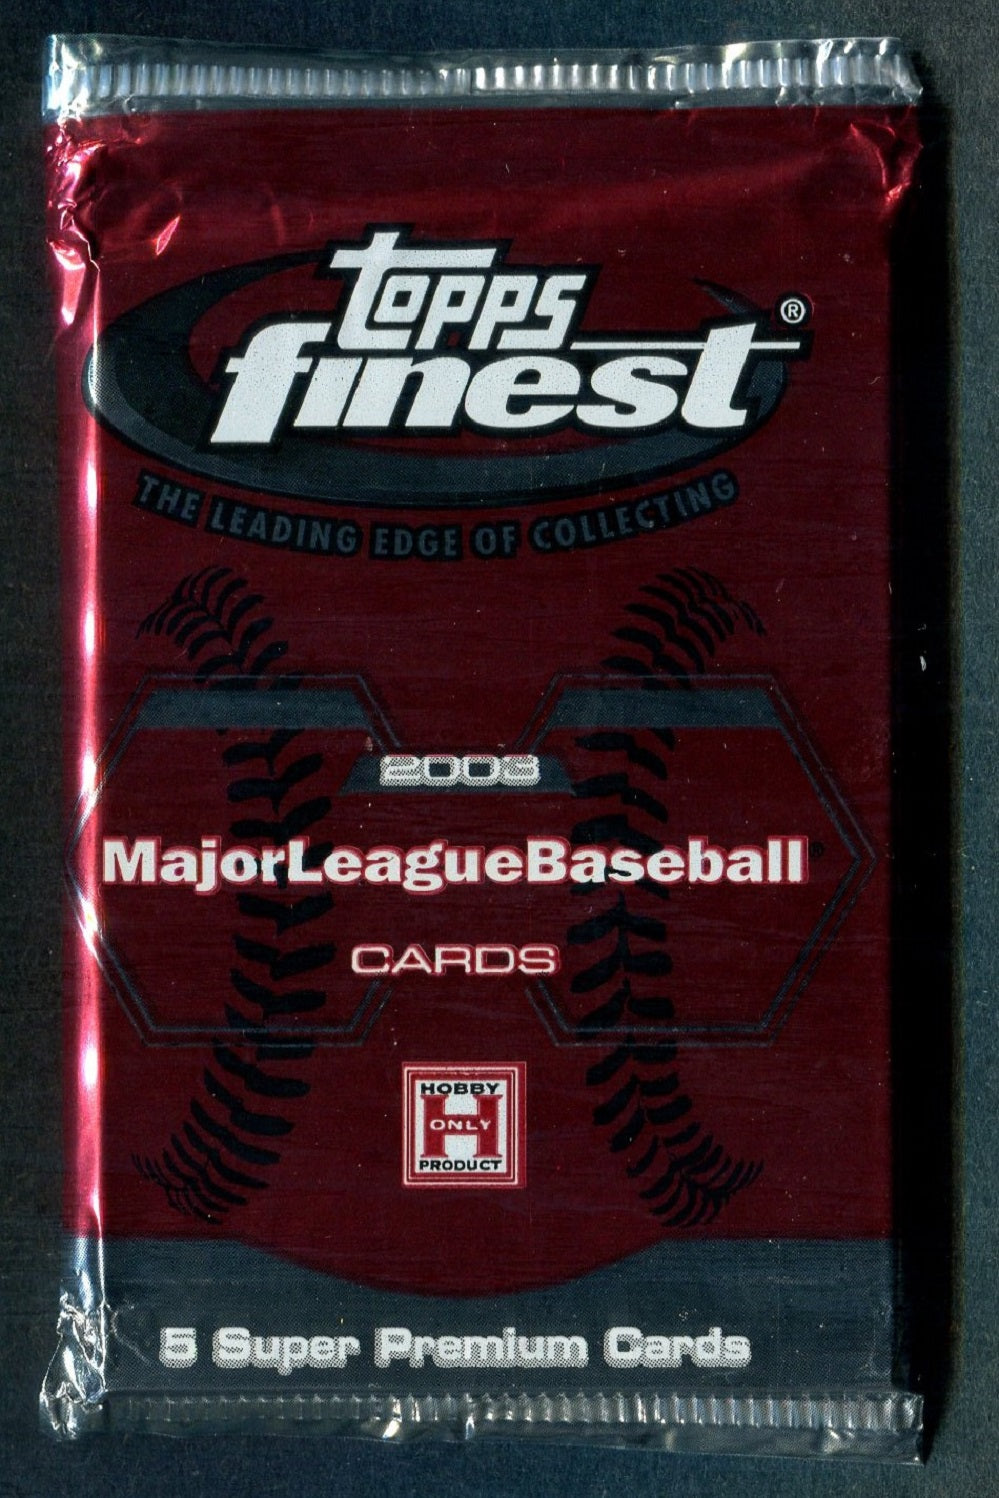 topps
finest®
THE LEADING EDGE OF COLLECTING
2003
MajorLeagueBaseball®
CARDS
HOBBY
H
ONLY
PRODUCT
5 Super Premium Cards